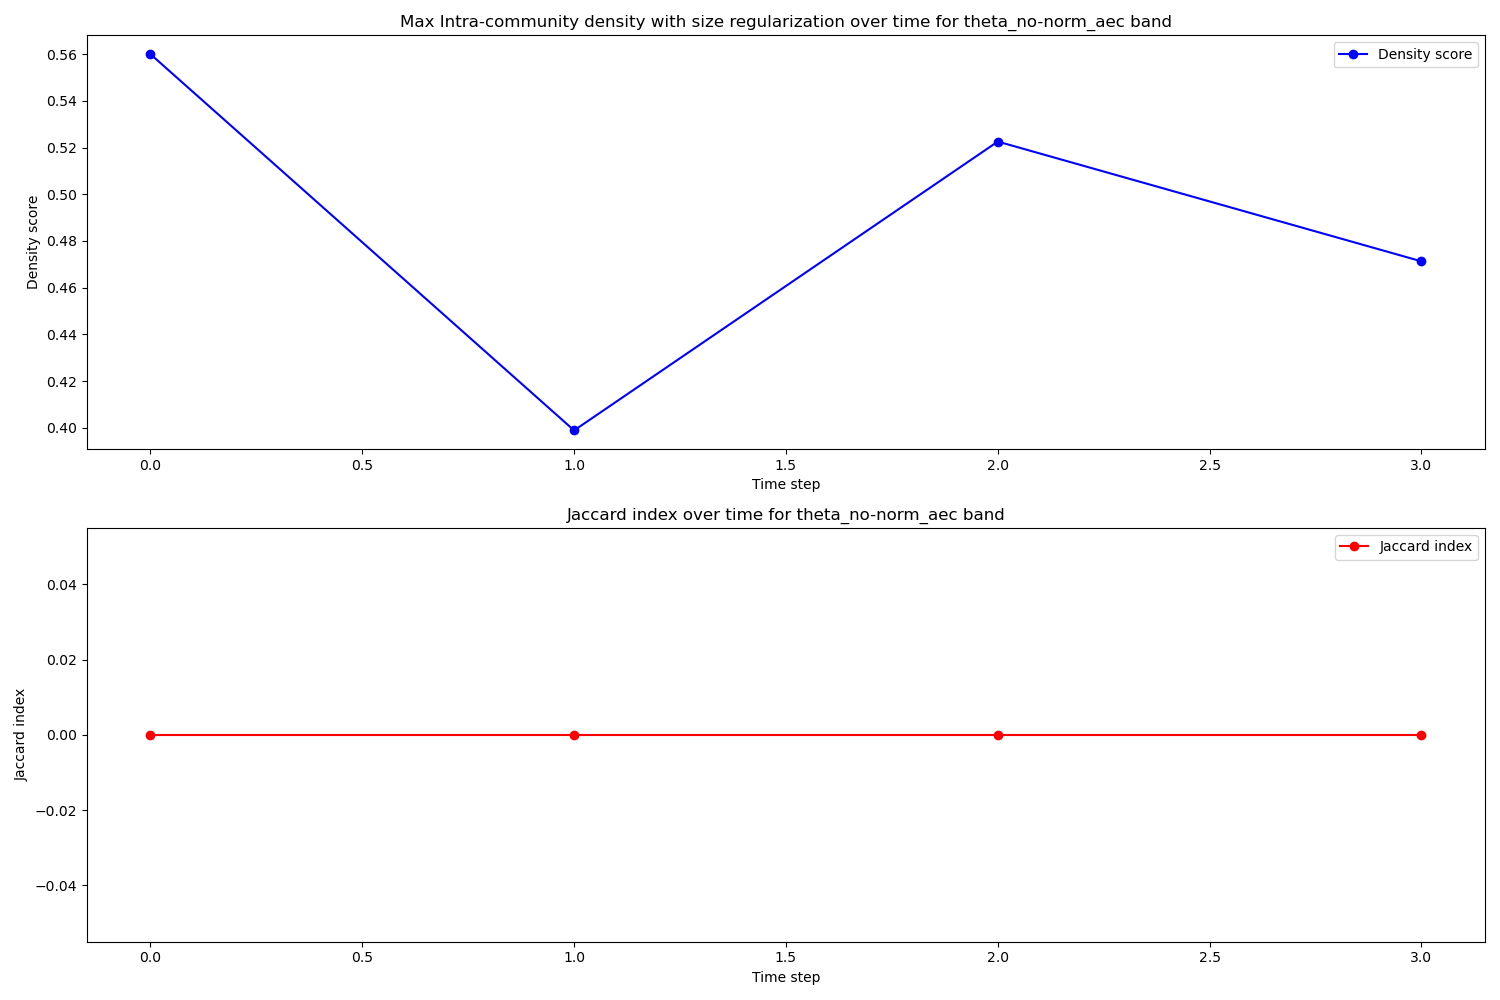 Max Intra-community density with size regularization over time for theta_no-norm_aec band
Density score
0.56
0.54
0.52
0.50
0.48
0.46
0.44
0.42
0.40
Density score
0.0 0.5 1.0 1.5 2.0 2.5 3.0
Time step
Jaccard index over time for theta_no-norm_aec band
Jaccard index
0.04
0.02
0.00
−0.02
−0.04
Jaccard index
0.0 0.5 1.0 1.5 2.0 2.5 3.0
Time step